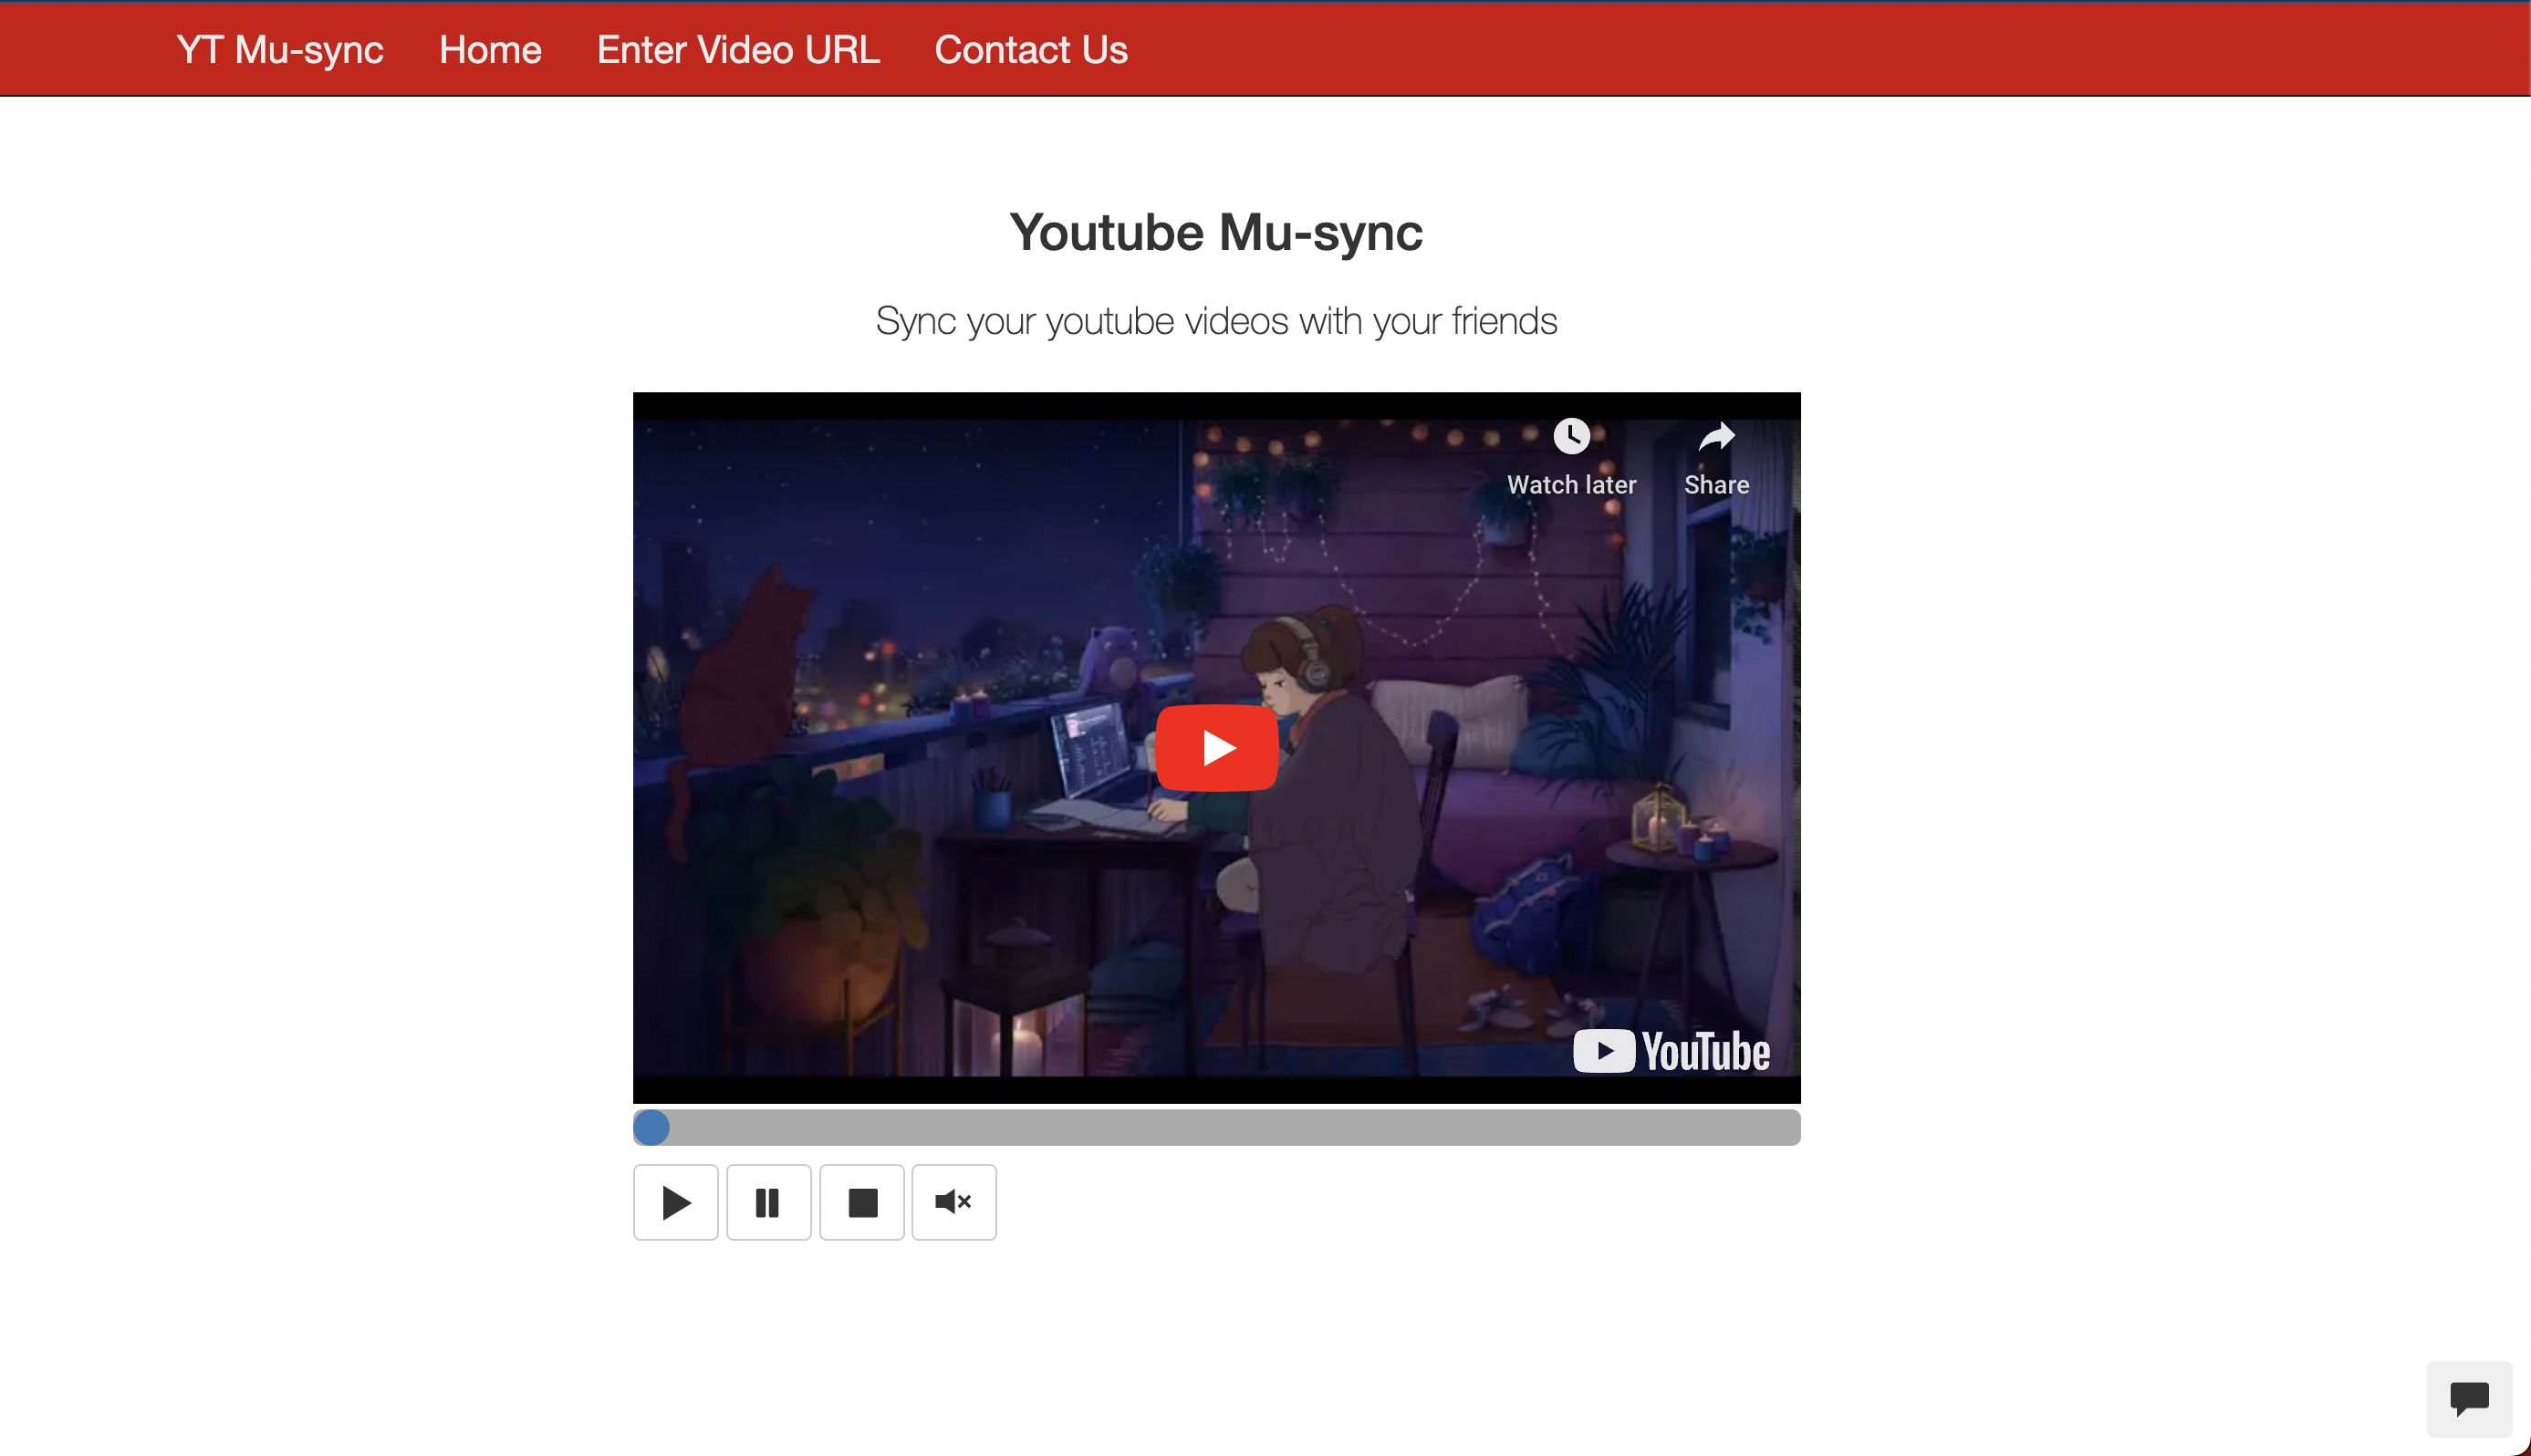 YT Mu-sync Home Enter Video URL Contact Us
Youtube Mu-sync
Sync your youtube videos with your friends
Watch later Share
YouTube